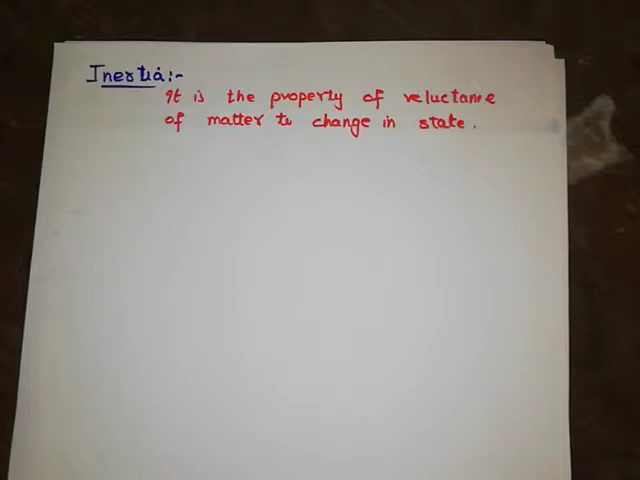 Inertia:-
It is the property of reluctance
of matter to change in state.